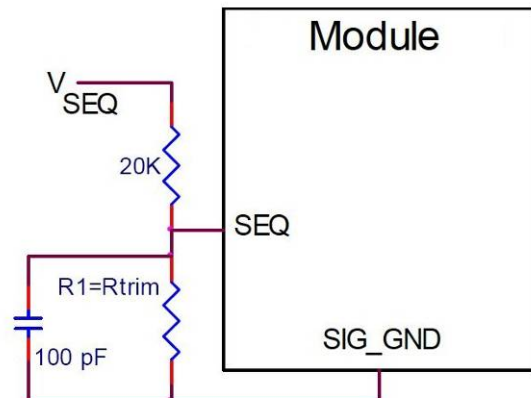 Module
V
SEQ
20K
SEQ
R1=Rtrim
SIG_GND
100 pF